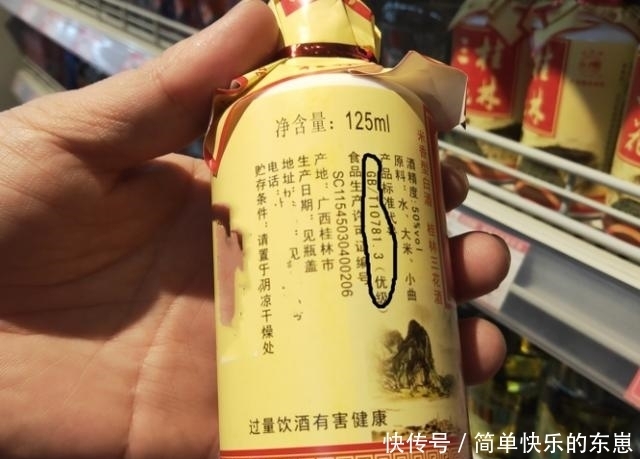 净含量：125ml
米香型白酒 桂林三花酒
酒精度：50%vol
原料：水、大米、小曲
产品标准代号
GB/T10781.3（优级
食品生产许可证编号
SC11545030400206
产地：广西桂林市
生产日期：见瓶盖
地址
电话：
贮存条件：请置于阴凉干燥处
过量饮酒有害健康
桂林
三
桂林
快传号 / 简单快乐的东崽